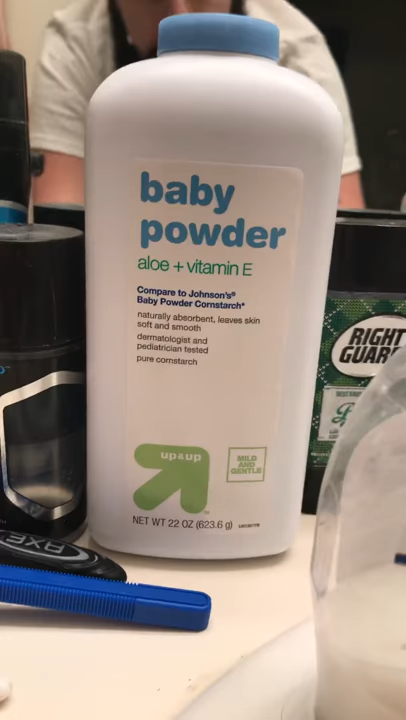 baby
powder
aloe + vitamin E
Compare to Johnson's®
Baby Powder Cornstarch*
naturally absorbent, leaves skin
soft and smooth
dermatologist and
pediatrician tested
pure cornstarch
up&up
MILD
AND
GENTLE
NET WT 22 OZ (623.6 g)
RIGHT
GUARD
AXE